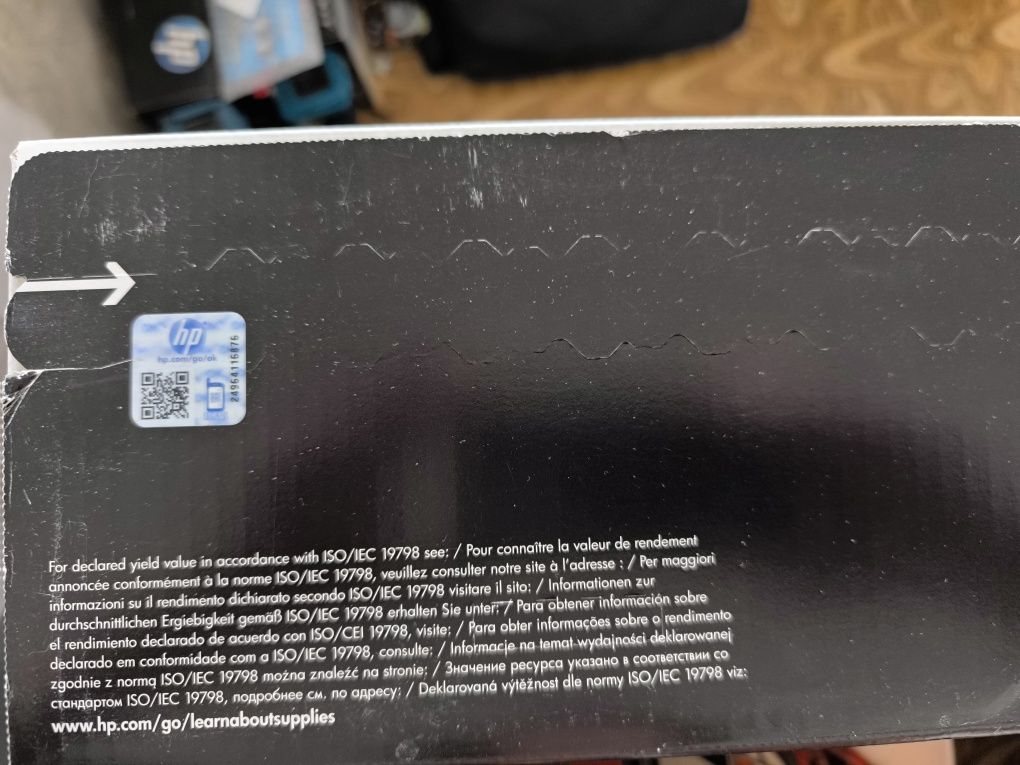 hp
hp
hp.com/go/ok
24964116876
For declared yield value in accordance with ISO/IEC 19798 see: / Pour connaître la valeur de rendement
annoncée conformément à la norme ISO/IEC 19798, veuillez consulter notre site à l'adresse : / Per maggiori
informazioni su il rendimento dichiarato secondo ISO/IEC 19798 visitare il sito: / Informationen zur
durchschnittlichen Ergiebigkeit gemäß ISO/IEC 19798 erhalten Sie unter: / Para obtener información sobre
el rendimiento declarado de acuerdo con ISO/CEI 19798, visite: / Para obter informações sobre o rendimento
declarado em conformidade com a ISO/IEC 19798, consulte: / Informacje na temat wydajności deklarowanej
zgodnie z normą ISO/IEC 19798 można znaleźć na stronie: / Значение ресурса указано в соответствии со
стандартом ISO/IEC 19798, подробнее см. по адресу: / Deklarovaná výtěžnost dle normy ISO/IEC 19798 viz:
www.hp.com/go/learnaboutsupplies